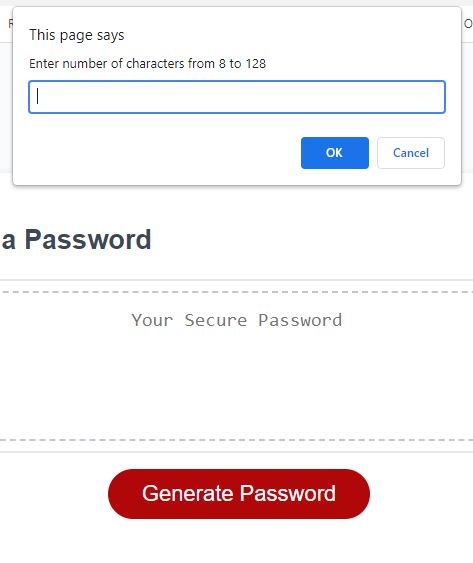 This page says
Enter number of characters from 8 to 128
OK
Cancel
a Password
Your Secure Password
Generate Password